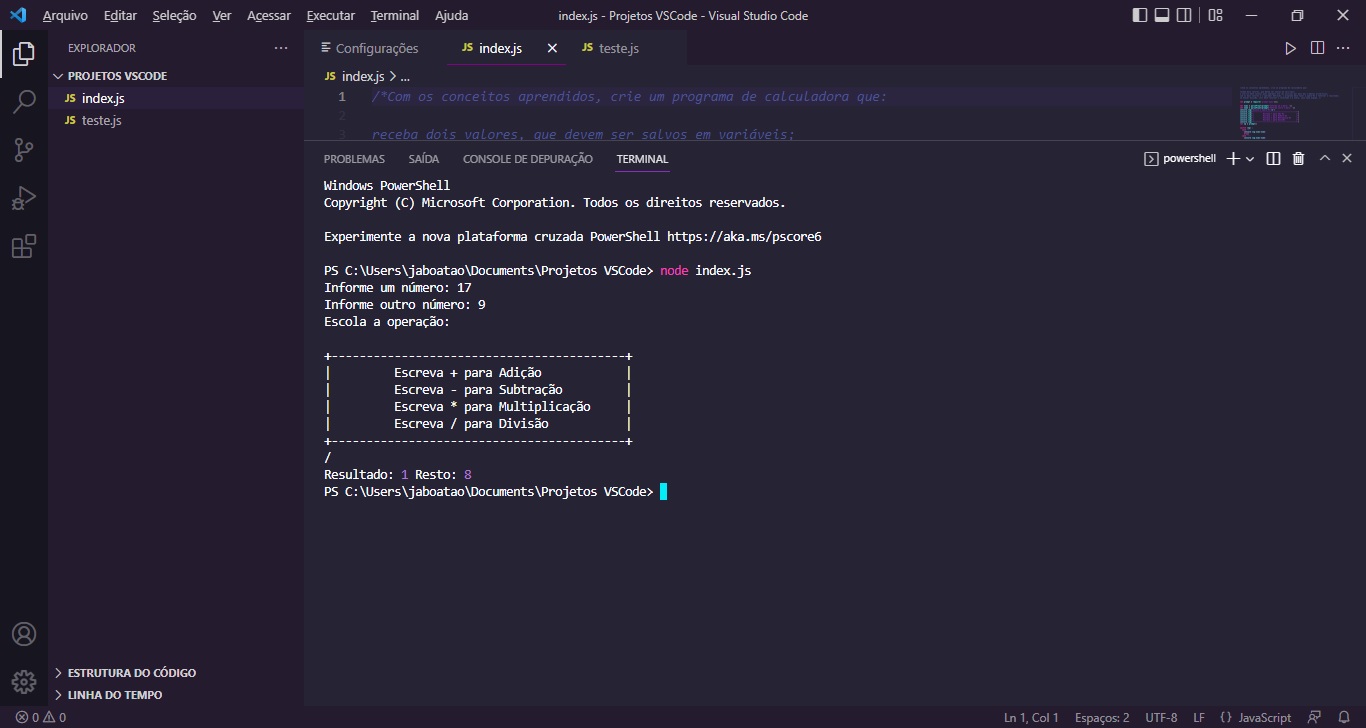 Arquivo Editar Seleção Ver Acessar Executar Terminal Ajuda index.js - Projetos VSCode - Visual Studio Code
EXPLORADOR ···
PROJETOS VSCODE
JS index.js
JS teste.js
ESTRUTURA DO CÓDIGO
LINHA DO TEMPO
Configurações JS index.js JS teste.js
JS index.js > ...
1 /*Com os conceitos aprendidos, crie um programa de calculadora que:
2
3 receba dois valores, que devem ser salvos em variáveis;
PROBLEMAS SAÍDA CONSOLE DE DEPURAÇÃO TERMINAL powershell
Windows PowerShell
Copyright (C) Microsoft Corporation. Todos os direitos reservados.
Experimente a nova plataforma cruzada PowerShell https://aka.ms/pscore6
PS C:\Users\jaboatao\Documents\Projetos VSCode> node index.js
Informe um número: 17
Informe outro número: 9
Escola a operação:
+------------------------------------------+
| Escreva + para Adição |
| Escreva - para Subtração |
| Escreva * para Multiplicação |
| Escreva / para Divisão |
+------------------------------------------+
/
Resultado: 1 Resto: 8
PS C:\Users\jaboatao\Documents\Projetos VSCode>
0 0 Ln 1, Col 1 Espaços: 2 UTF-8 LF {} JavaScript